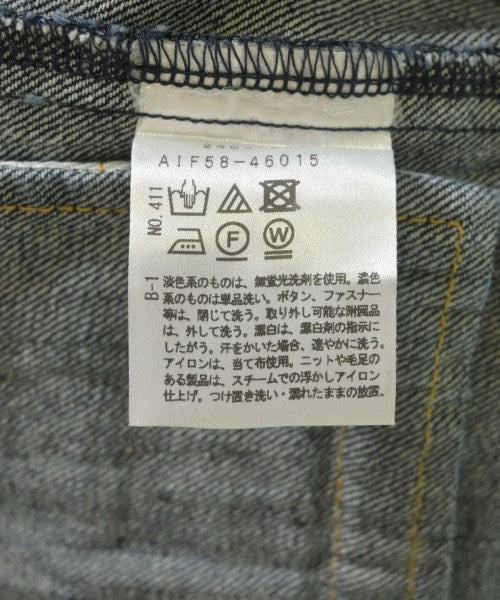 AIF58-46015
NO.411
F
W
B-1
淡色系のものは、無蛍光洗剤を使用。濃色
系のものは単品洗い。ボタン、ファスナー
等は、閉じて洗う。取り外し可能な附属品
は、外して洗う。漂白は、漂白剤の指示に
したがう。汗をかいた場合、速やかに洗う。
アイロンは、当て布使用。ニットや毛足の
ある製品は、スチームでの浮かしアイロン
仕上げ。つけ置き洗い・濡れたままの放置、